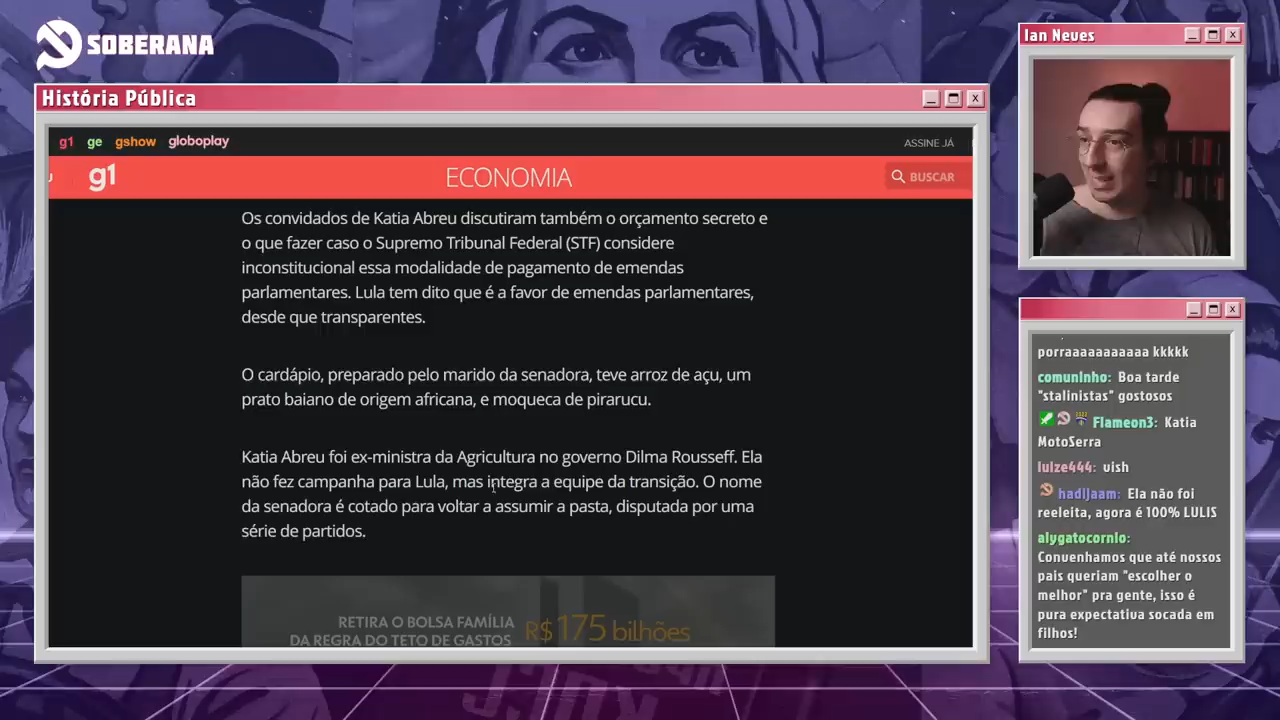 SOBERANA
História Pública
g1 ge gshow globoplay
ASSINE JÁ
g1
ECONOMIA
BUSCAR
Os convidados de Katia Abreu discutiram também o orçamento secreto e
o que fazer caso o Supremo Tribunal Federal (STF) considere
inconstitucional essa modalidade de pagamento de emendas
parlamentares. Lula tem dito que é a favor de emendas parlamentares,
desde que transparentes.
O cardápio, preparado pelo marido da senadora, teve arroz de açu, um
prato baiano de origem africana, e moqueca de pirarucu.
Katia Abreu foi ex-ministra da Agricultura no governo Dilma Rousseff. Ela
não fez campanha para Lula, mas integra a equipe da transição. O nome
da senadora é cotado para voltar a assumir a pasta, disputada por uma
série de partidos.
RETIRA O BOLSA FAMÍLIA
DA REGRA DO TETO DE GASTOS
R$175 bilhões
Ian Neves
porraaaaaaaaaaa kkkkk
comuninho: Boa tarde
"stalinistas" gostosos
Flameon3: Katia
MotoSerra
luize444: vish
hadijaam: Ela não foi
reeleita, agora é 100% LULIS
alygatocornio:
Convenhamos que até nossos
pais queriam "escolher o
melhor" pra gente, isso é
pura expectativa socada em
filhos!